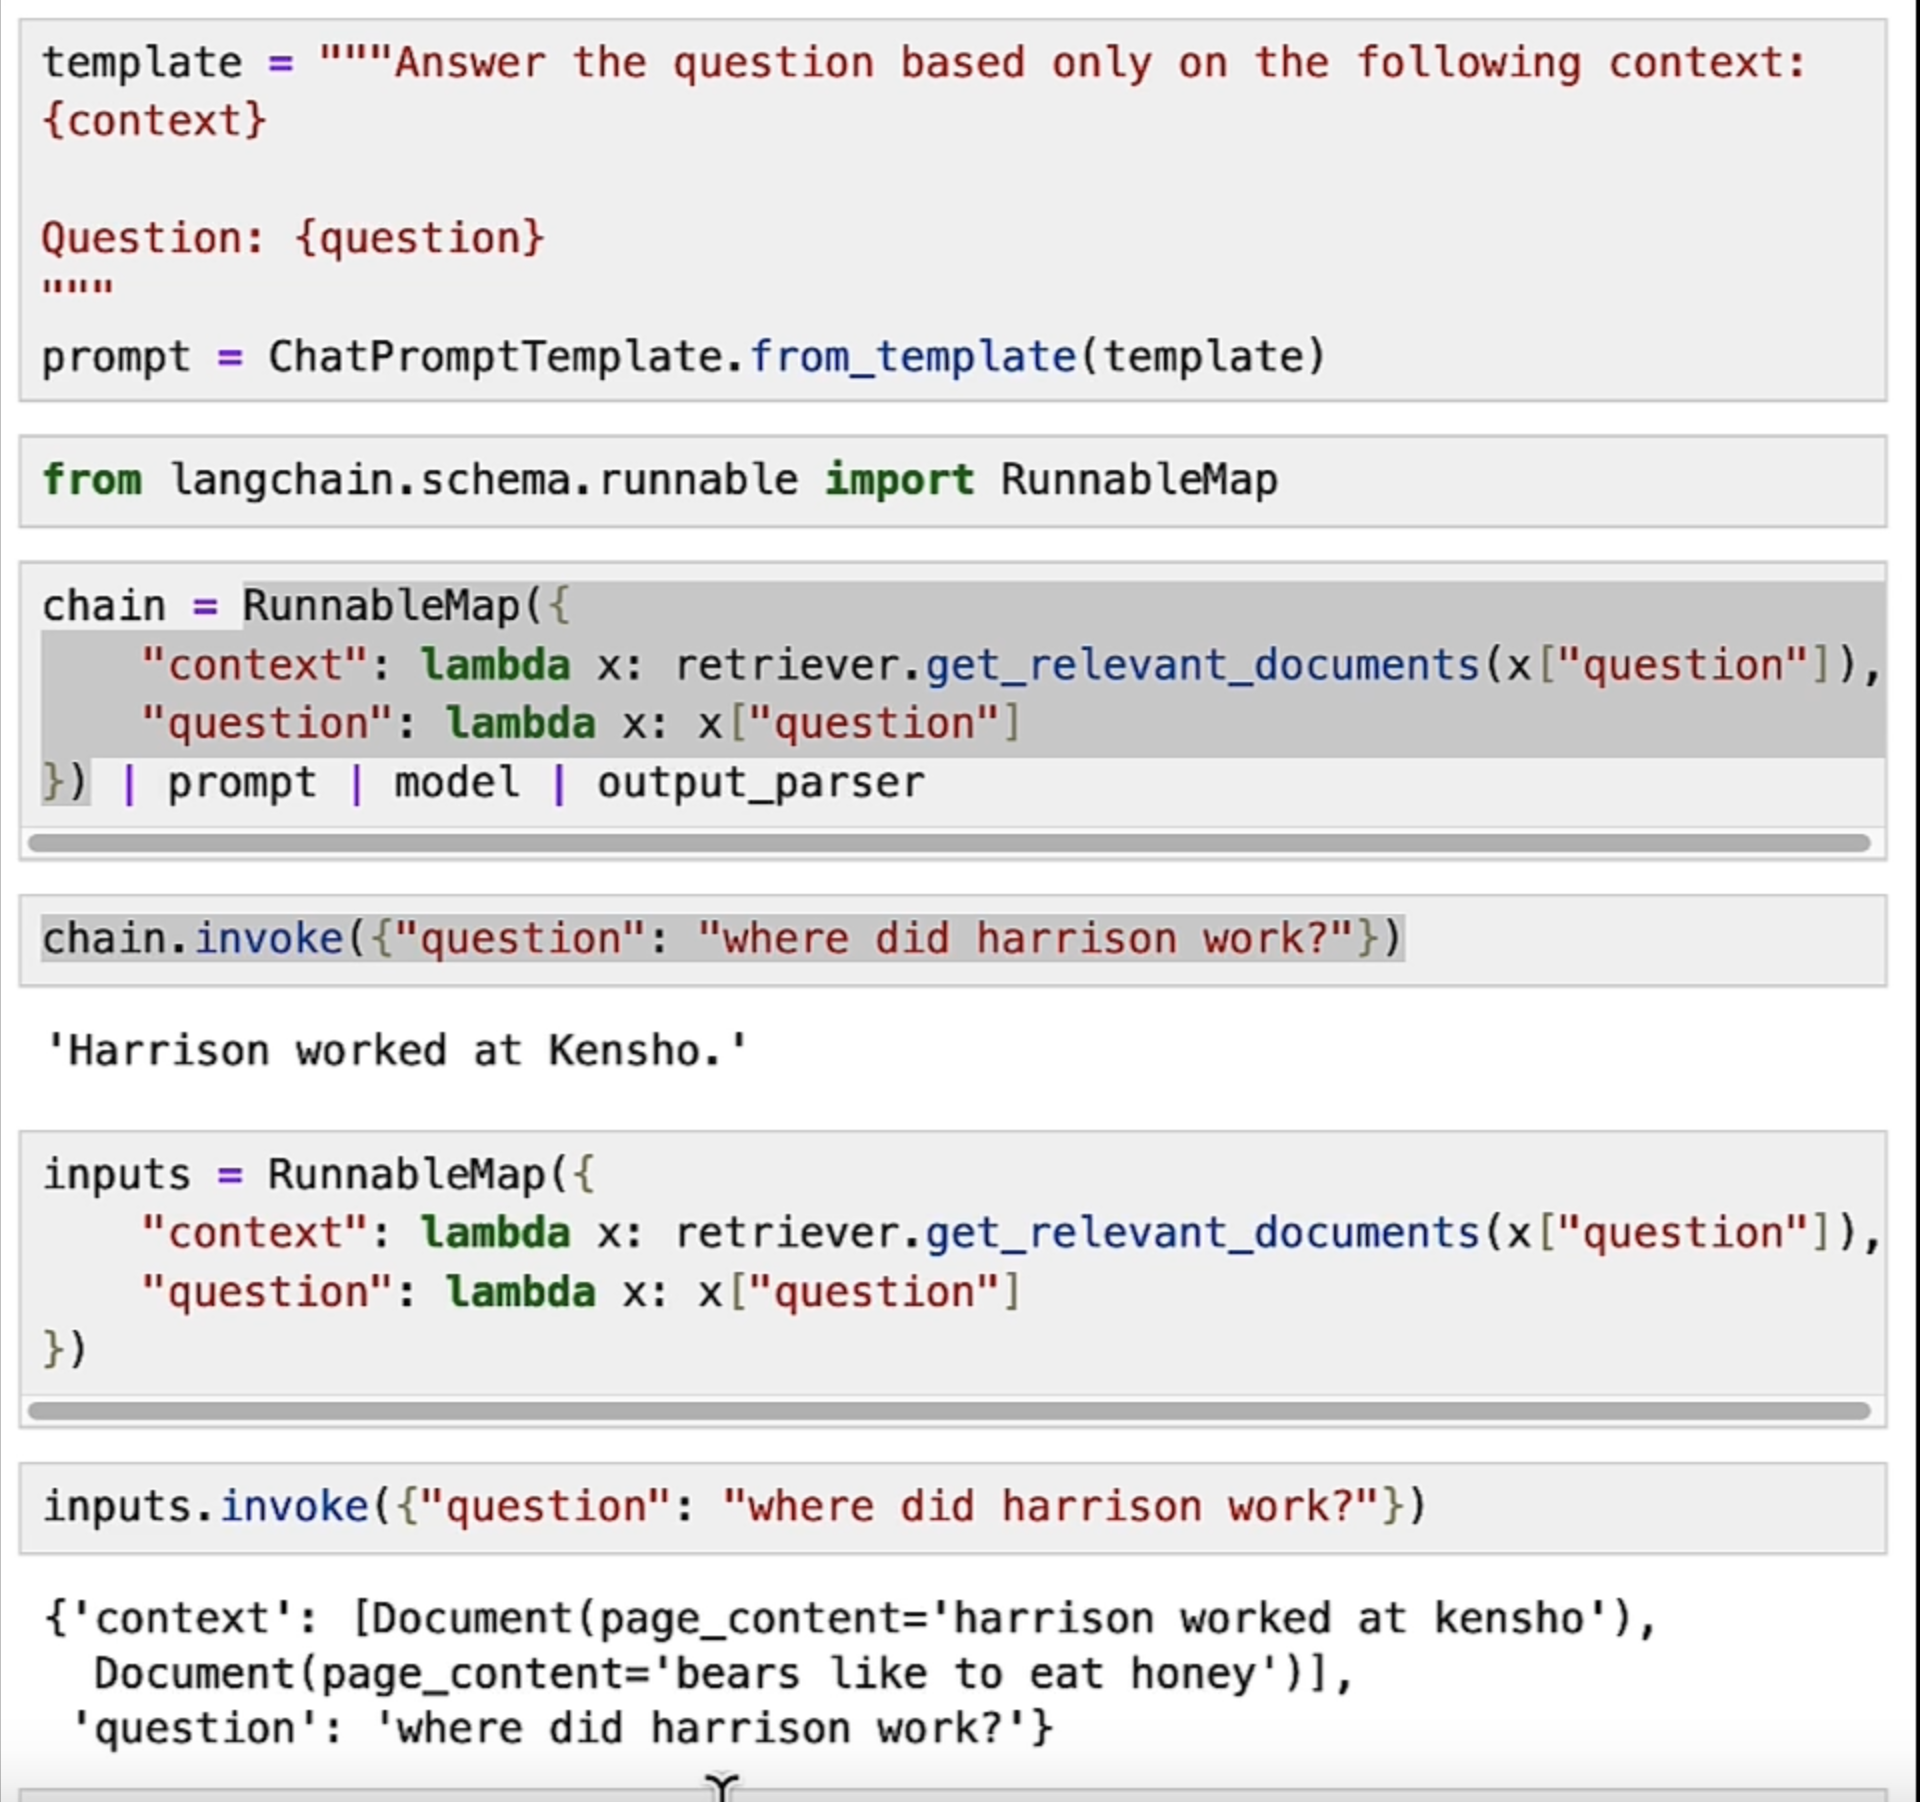 template = """Answer the question based only on the following context:
{context}

Question: {question}
"""
prompt = ChatPromptTemplate.from_template(template)
from langchain.schema.runnable import RunnableMap
chain = RunnableMap({
    "context": lambda x: retriever.get_relevant_documents(x["question"]),
    "question": lambda x: x["question"]
}) | prompt | model | output_parser
chain.invoke({"question": "where did harrison work?"})
'Harrison worked at Kensho.'
inputs = RunnableMap({
    "context": lambda x: retriever.get_relevant_documents(x["question"]),
    "question": lambda x: x["question"]
})
inputs.invoke({"question": "where did harrison work?"})
{'context': [Document(page_content='harrison worked at kensho'),
  Document(page_content='bears like to eat honey')],
 'question': 'where did harrison work?'}